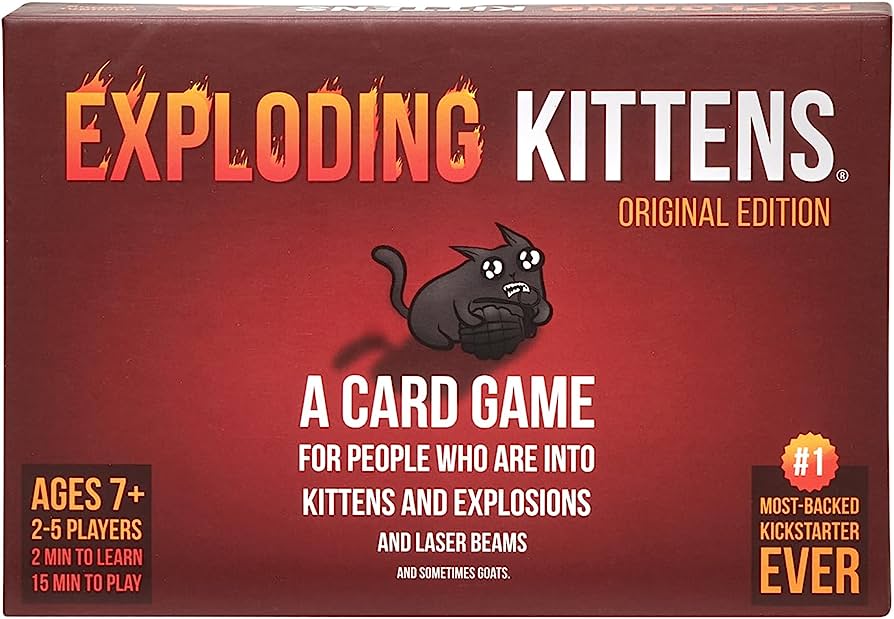 EXPLODING KITTENS
EXPLODING KITTENS®
ORIGINAL EDITION
A CARD GAME
FOR PEOPLE WHO ARE INTO
KITTENS AND EXPLOSIONS
AND LASER BEAMS
AND SOMETIMES GOATS.
AGES 7+
2-5 PLAYERS
2 MIN TO LEARN
15 MIN TO PLAY
#1
MOST-BACKED
KICKSTARTER
EVER